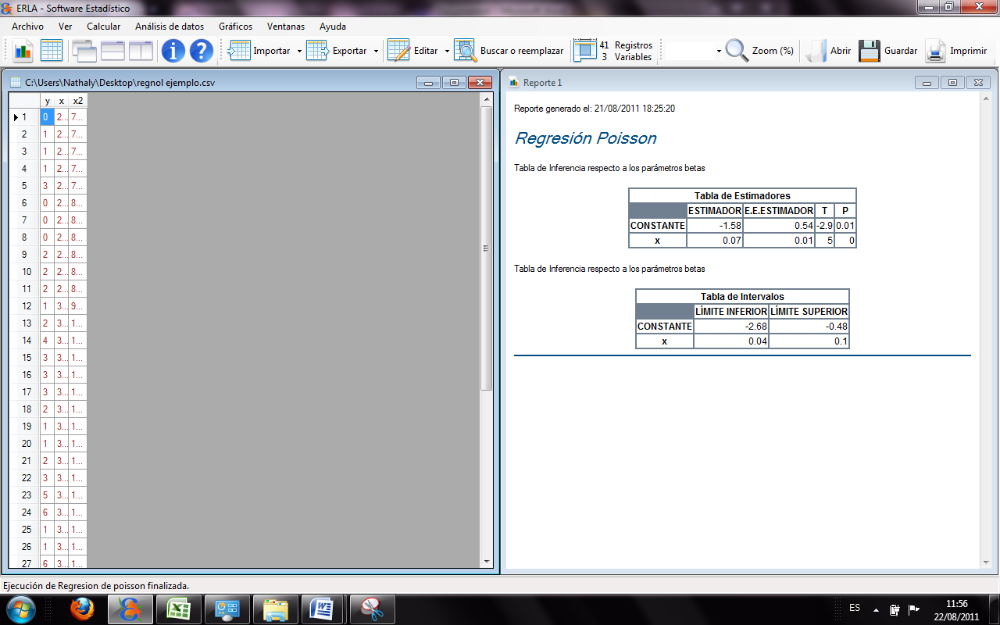 ERLA - Software Estadístico
Archivo Ver Calcular Análisis de datos Gráficos Ventanas Ayuda
Importar Exportar Editar Buscar o reemplazar 41 Registros 3 Variables Zoom (%) Abrir Guardar Imprimir
C:\Users\Nathaly\Desktop\regnol ejemplo.csv
y x x2
1 0 2... 7...
2 1 2... 7...
3 1 2... 7...
4 1 2... 7...
5 3 2... 7...
6 0 2... 8...
7 0 2... 8...
8 0 2... 8...
9 2 2... 8...
10 2 2... 8...
11 2 2... 8...
12 1 3... 9...
13 2 3... 1...
14 4 3... 1...
15 3 3... 1...
16 3 3... 1...
17 3 3... 1...
18 2 3... 1...
19 1 3... 1...
20 1 3... 1...
21 2 3... 1...
22 3 3... 1...
23 5 3... 1...
24 6 3... 1...
25 1 3... 1...
26 1 3... 1...
27 6 3... 1...
Reporte 1
Reporte generado el: 21/08/2011 18:25:20
Regresión Poisson
Tabla de Inferencia respecto a los parámetros betas
Tabla de Estimadores
ESTIMADOR E.E.ESTIMADOR T P
CONSTANTE -1.58 0.54 -2.9 0.01
x 0.07 0.01 5 0
Tabla de Inferencia respecto a los parámetros betas
Tabla de Intervalos
LÍMITE INFERIOR LÍMITE SUPERIOR
CONSTANTE -2.68 -0.48
x 0.04 0.1
Ejecución de Regresion de poisson finalizada.
ES 11:56
22/08/2011